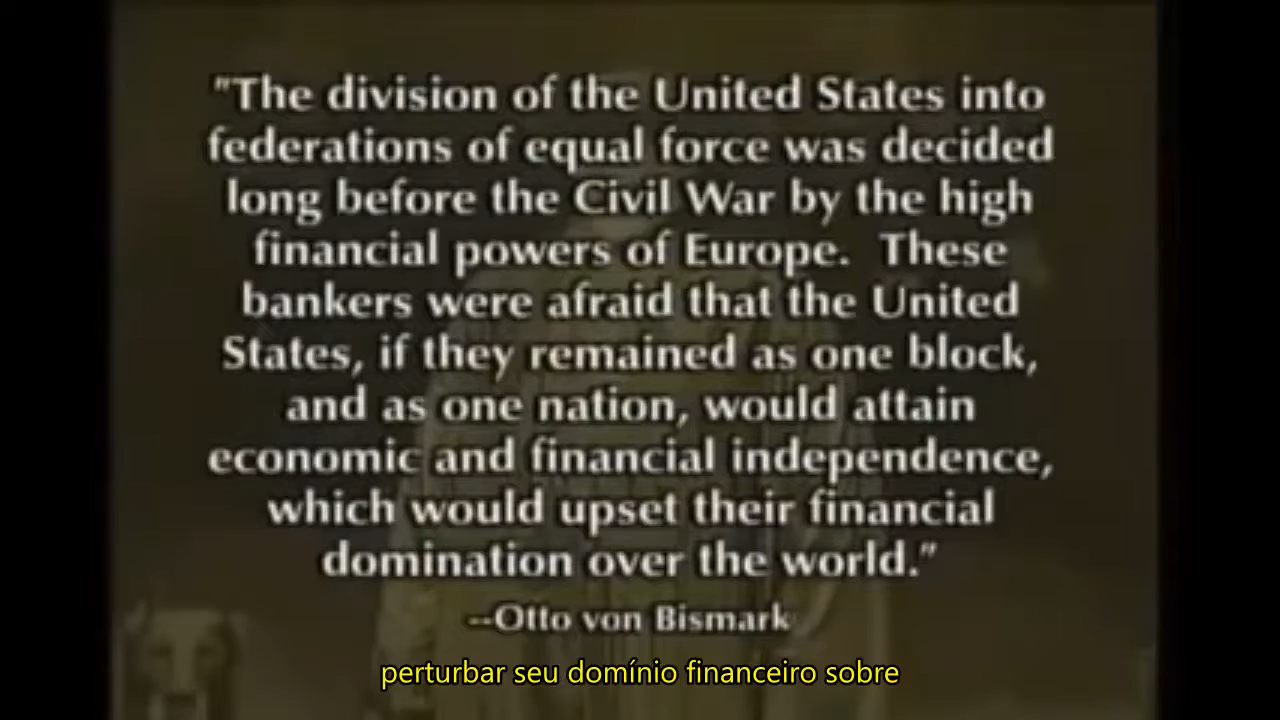 "The division of the United States into
federations of equal force was decided
long before the Civil War by the high
financial powers of Europe.  These
bankers were afraid that the United
States, if they remained as one block,
and as one nation, would attain
economic and financial independence,
which would upset their financial
domination over the world."
--Otto von Bismark
perturbar seu domínio financeiro sobre